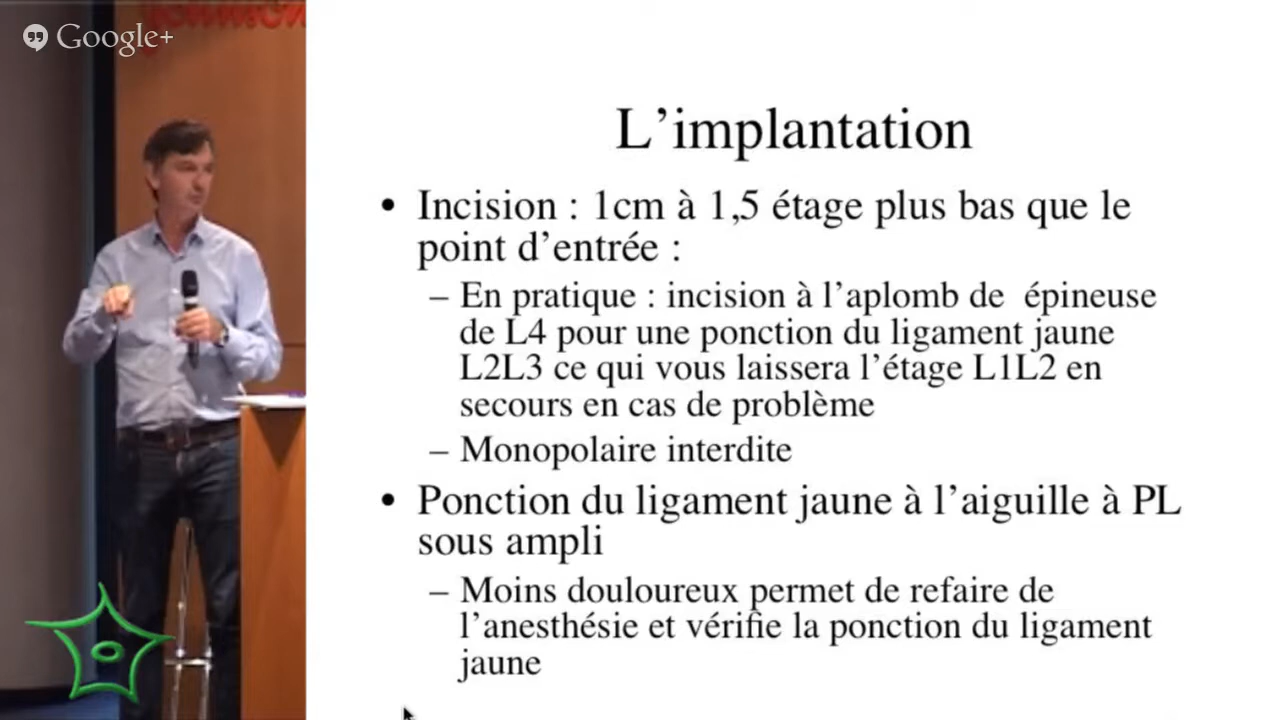 Google+
L'implantation
• Incision : 1cm à 1,5 étage plus bas que le
point d'entrée :
– En pratique : incision à l'aplomb de épineuse
de L4 pour une ponction du ligament jaune
L2L3 ce qui vous laissera l'étage L1L2 en
secours en cas de problème
– Monopolaire interdite
• Ponction du ligament jaune à l'aiguille à PL
sous ampli
– Moins douloureux permet de refaire de
l'anesthésie et vérifie la ponction du ligament
jaune